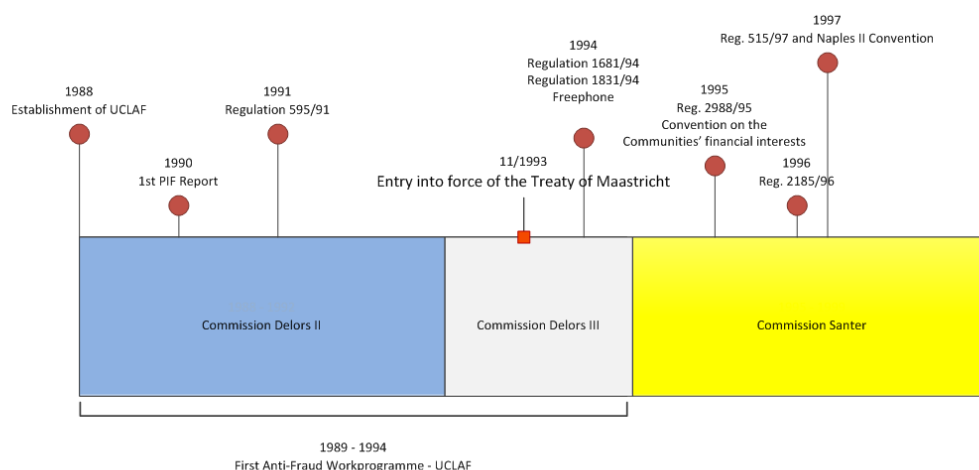 1988
Establishment of UCLAF
1990
1st PIF Report
1991
Regulation 595/91
11/1993
Entry into force of the Treaty of Maastricht
1994
Regulation 1681/94
Regulation 1831/94
Freephone
1995
Reg. 2988/95
Convention on the
Communities' financial interests
1996
Reg. 2185/96
1997
Reg. 515/97 and Naples II Convention
Commission Delors II
Commission Delors III
Commission Santer
1989 - 1994
First Anti-Fraud Workprogramme - UCLAF